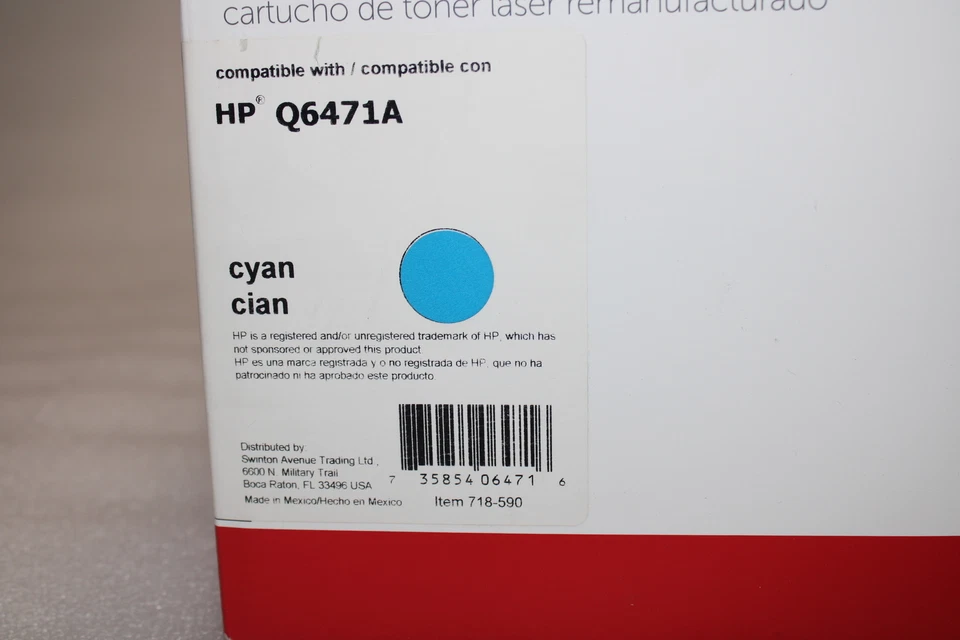 cartucho de toner láser remanufacturado
compatible with / compatible con
HP® Q6471A
cyan
cian
HP is a registered and/or unregistered trademark of HP, which has
not sponsored or approved this product
HP es una marca registrada y o no registrada de HP, que no ha
patrocinado ni ha aprobado este producto
Distributed by
Swinton Avenue Trading Ltd.,
6600 N. Military Trail
Boca Raton, FL 33496 USA
Made in Mexico/Hecho en Mexico
7 35854 06471 6
Item 718-590